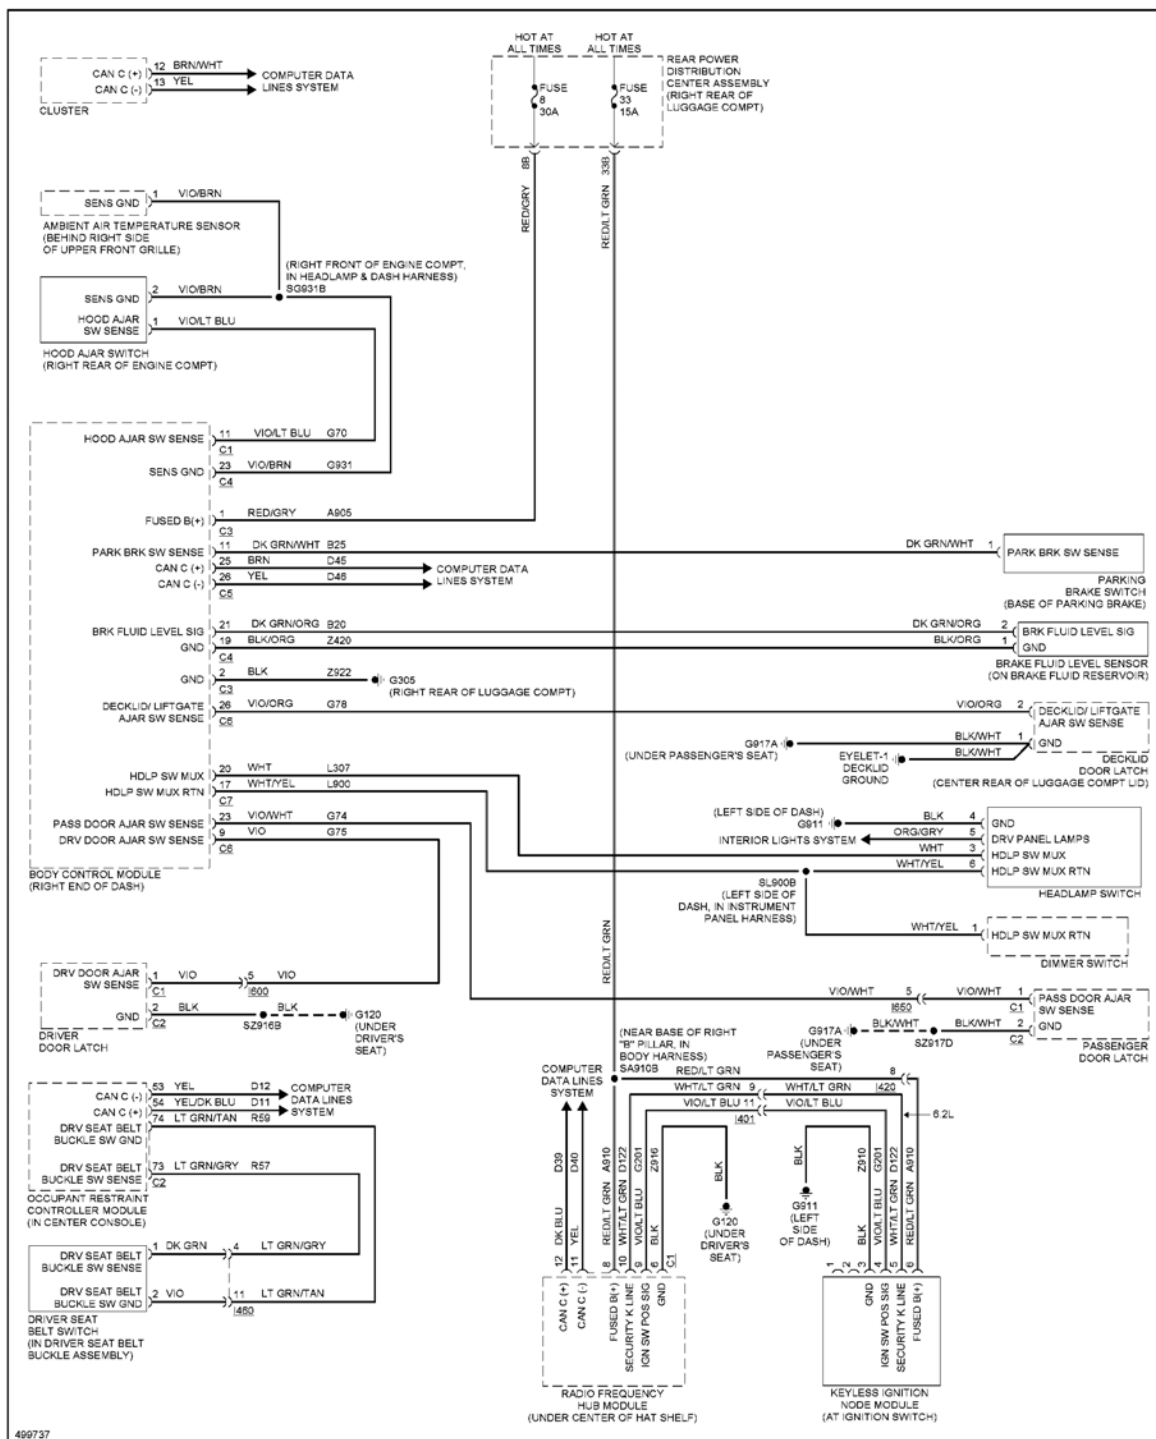 HOT AT
ALL TIMES
HOT AT
ALL TIMES
CAN C (+)
12
BRN/WHT
CAN C (-)
13
YEL
COMPUTER DATA
LINES SYSTEM
CLUSTER
FUSE
8
30A
FUSE
33
15A
REAR POWER
DISTRIBUTION
CENTER ASSEMBLY
(RIGHT REAR OF
LUGGAGE COMPT)
8B
33B
RED/GRY
RED/LT GRN
SENS GND
1
VIO/BRN
AMBIENT AIR TEMPERATURE SENSOR
(BEHIND RIGHT SIDE
OF UPPER FRONT GRILLE)
(RIGHT FRONT OF ENGINE COMPT,
IN HEADLAMP & DASH HARNESS)
SG931B
SENS GND
2
VIO/BRN
HOOD AJAR
SW SENSE
1
VIO/LT BLU
HOOD AJAR SWITCH
(RIGHT REAR OF ENGINE COMPT)
HOOD AJAR SW SENSE
11
VIO/LT BLU
G70
C1
SENS GND
23
VIO/BRN
G931
C4
FUSED B(+)
1
RED/GRY
A905
C3
PARK BRK SW SENSE
11
DK GRN/WHT
B25
CAN C (+)
25
BRN
D45
CAN C (-)
26
YEL
D46
C5
COMPUTER DATA
LINES SYSTEM
DK GRN/WHT
1
PARK BRK SW SENSE
PARKING
BRAKE SWITCH
(BASE OF PARKING BRAKE)
BRK FLUID LEVEL SIG
21
DK GRN/ORG
B20
GND
19
BLK/ORG
Z420
C4
DK GRN/ORG
2
BRK FLUID LEVEL SIG
BLK/ORG
1
GND
BRAKE FLUID LEVEL SENSOR
(ON BRAKE FLUID RESERVOIR)
GND
2
BLK
Z922
C3
G305
(RIGHT REAR OF LUGGAGE COMPT)
DECKLID/ LIFTGATE
AJAR SW SENSE
26
VIO/ORG
G78
C6
VIO/ORG
2
DECKLID/ LIFTGATE
AJAR SW SENSE
BLK/WHT
1
GND
BLK/WHT
G917A
(UNDER PASSENGER'S SEAT)
EYELET-1
DECKLID
GROUND
DECKLID
DOOR LATCH
(CENTER REAR OF LUGGAGE COMPT LID)
HDLP SW MUX
20
WHT
L307
HDLP SW MUX RTN
17
WHT/YEL
L900
C7
PASS DOOR AJAR SW SENSE
23
VIO/WHT
G74
DRV DOOR AJAR SW SENSE
9
VIO
G75
C6
BODY CONTROL MODULE
(RIGHT END OF DASH)
(LEFT SIDE OF DASH)
G911
BLK
4
GND
INTERIOR LIGHTS SYSTEM
ORG/GRY
5
DRV PANEL LAMPS
WHT
3
HDLP SW MUX
WHT/YEL
6
HDLP SW MUX RTN
HEADLAMP SWITCH
SL900B
(LEFT SIDE OF
DASH, IN INSTRUMENT
PANEL HARNESS)
WHT/YEL
1
HDLP SW MUX RTN
DIMMER SWITCH
RED/LT GRN
DRV DOOR AJAR
SW SENSE
1
VIO
5
VIO
C1
I600
GND
2
BLK
BLK
C2
SZ916B
G120
(UNDER
DRIVER'S
SEAT)
DRIVER
DOOR LATCH
VIO/WHT
5
VIO/WHT
1
PASS DOOR AJAR
SW SENSE
I650
C1
G917A
(UNDER
PASSENGER'S
SEAT)
BLK/WHT
BLK/WHT
2
GND
SZ917D
C2
PASSENGER
DOOR LATCH
(NEAR BASE OF RIGHT
"B" PILLAR, IN
BODY HARNESS)
SA910B
COMPUTER
DATA LINES
SYSTEM
RED/LT GRN
8
WHT/LT GRN
9
WHT/LT GRN
I420
VIO/LT BLU
11
VIO/LT BLU
I401
6.2L
CAN C (-)
53
YEL
D12
CAN C (+)
54
YEL/DK BLU
D11
COMPUTER
DATA LINES
SYSTEM
DRV SEAT BELT
BUCKLE SW GND
74
LT GRN/TAN
R59
DRV SEAT BELT
BUCKLE SW SENSE
73
LT GRN/GRY
R57
C2
OCCUPANT RESTRAINT
CONTROLLER MODULE
(IN CENTER CONSOLE)
DRV SEAT BELT
BUCKLE SW SENSE
1
DK GRN
4
LT GRN/GRY
DRV SEAT BELT
BUCKLE SW GND
2
VIO
11
LT GRN/TAN
I460
DRIVER SEAT
BELT SWITCH
(IN DRIVER SEAT BELT
BUCKLE ASSEMBLY)
D39
D40
A910
D122
G201
Z916
DK BLU
YEL
RED/LT GRN
WHT/LT GRN
VIO/LT BLU
BLK
12
11
8
10
9
6
C1
CAN C (+)
CAN C (-)
FUSED B(+)
SECURITY K LINE
IGN SW POS SIG
GND
BLK
G120
(UNDER
DRIVER'S
SEAT)
RADIO FREQUENCY
HUB MODULE
(UNDER CENTER OF HAT SHELF)
BLK
G911
(LEFT
SIDE
OF DASH)
Z910
G201
D122
A910
BLK
VIO/LT BLU
WHT/LT GRN
RED/LT GRN
1
2
3
4
5
6
GND
IGN SW POS SIG
SECURITY K LINE
FUSED B(+)
KEYLESS IGNITION
NODE MODULE
(AT IGNITION SWITCH)
499737